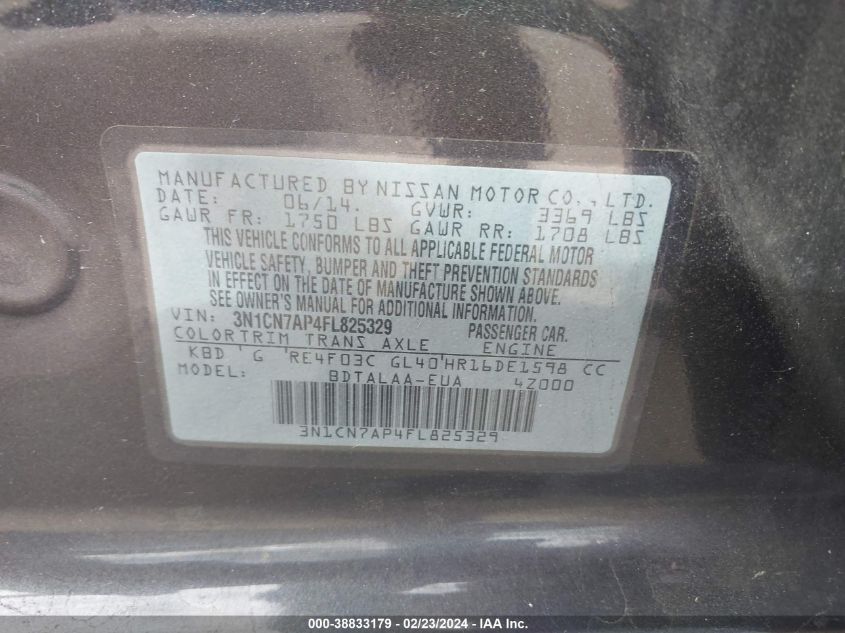 MANUFACTURED BY NISSAN MOTOR CO., LTD.
DATE: 06/14. GVWR: 3369 LBS
GAWR FR: 1750 LBS GAWR RR: 1708 LBS
THIS VEHICLE CONFORMS TO ALL APPLICABLE FEDERAL MOTOR
VEHICLE SAFETY, BUMPER AND THEFT PREVENTION STANDARDS
IN EFFECT ON THE DATE OF MANUFACTURE SHOWN ABOVE.
SEE OWNER'S MANUAL FOR ADDITIONAL INFORMATION.
VIN: 3N1CN7AP4FL825329 PASSENGER CAR.
COLOR TRIM TRANS AXLE ENGINE
KBD G RE4F03C GL40 HR16DE1598 CC
MODEL: BDTALAA-EUA 4Z000
3N1CN7AP4FL825329
000-38833179 - 02/23/2024 - IAA Inc.